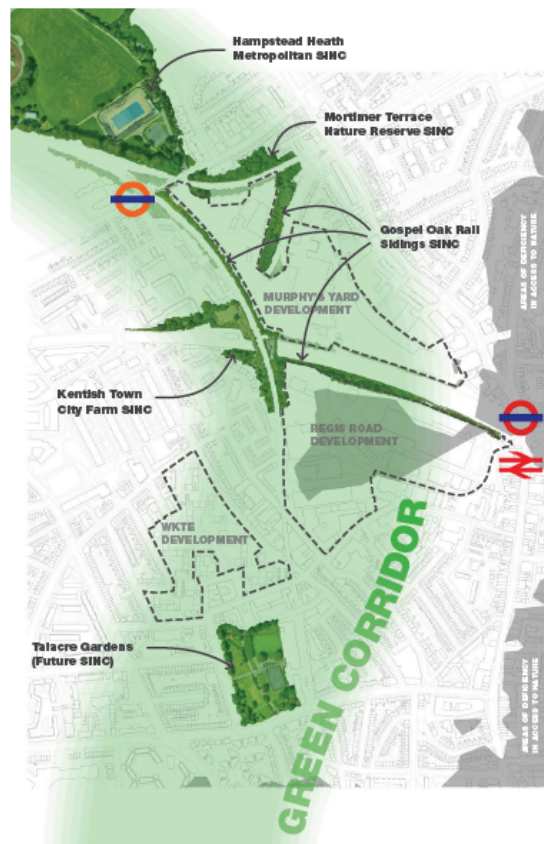 Hampstead Heath
Metropolitan SINC
Mortimer Terrace
Nature Reserve SINC
Gospel Oak Rail
Sidings SINC
AREAS OF DEFICIENCY
IN ACCESS TO NATURE
MURPHY'S YARD
DEVELOPMENT
Kentish Town
City Farm SINC
REGIS ROAD
DEVELOPMENT
WKTE
DEVELOPMENT
GREEN CORRIDOR
Talacre Gardens
(Future SINC)
AREAS OF DEFICIENCY
IN ACCESS TO NATURE